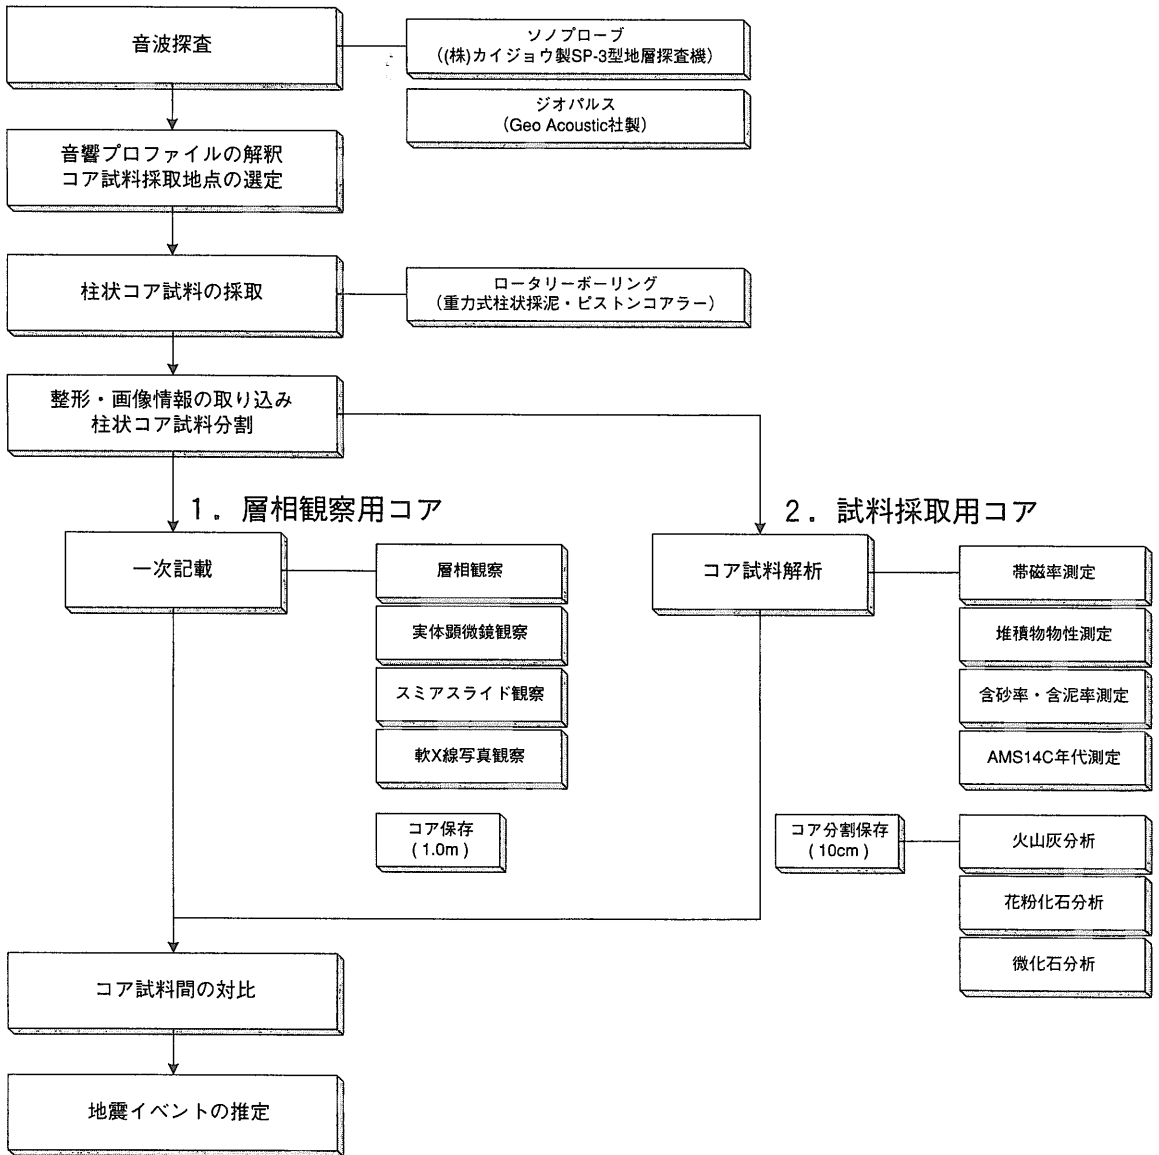 音波探査
ソノプローブ
((株)カイジョウ製SP-3型地層探査機)
ジオパルス
(Geo Acoustic社製)
音響プロファイルの解釈
コア試料採取地点の選定
柱状コア試料の採取
ロータリーボーリング
(重力式柱状採泥・ピストンコアラー)
整形・画像情報の取り込み
柱状コア試料分割
1．層相観察用コア
一次記載
層相観察
実体顕微鏡観察
スミアスライド観察
軟X線写真観察
コア保存
(1.0m)
2．試料採取用コア
コア試料解析
帯磁率測定
堆積物物性測定
含砂率・含泥率測定
AMS14C年代測定
コア分割保存
(10cm)
火山灰分析
花粉化石分析
微化石分析
コア試料間の対比
地震イベントの推定